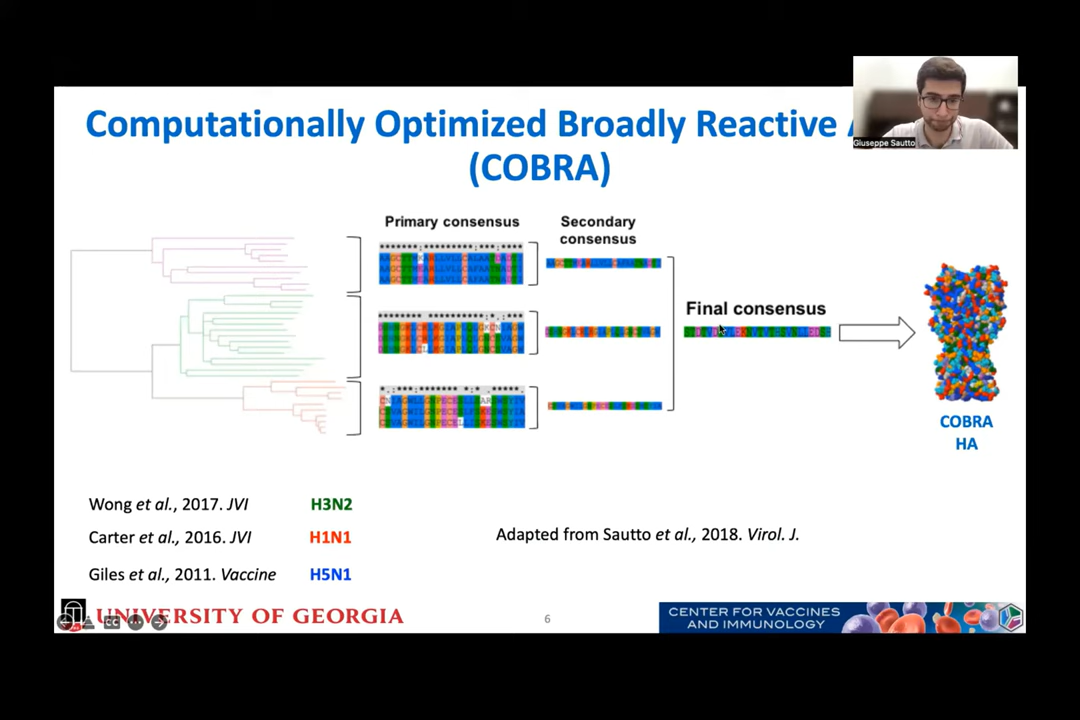 Computationally Optimized Broadly Reactive
(COBRA)
Giuseppe Sautto
Primary consensus
Secondary
consensus
Final consensus
COBRA
HA
Wong et al., 2017. JVI H3N2
Carter et al., 2016. JVI H1N1
Giles et al., 2011. Vaccine H5N1
Adapted from Sautto et al., 2018. Virol. J.
UNIVERSITY OF GEORGIA
6
CENTER FOR VACCINES
AND IMMUNOLOGY